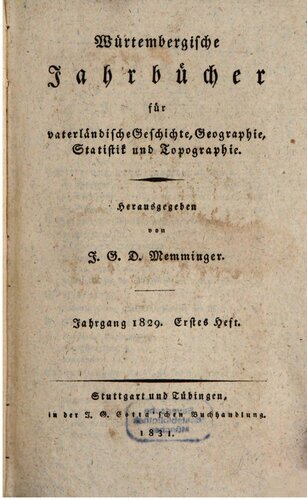 Würtembergische
Jahrbücher
für
vaterländische Geschichte, Geographie,
Statistik und Topographie.
Herausgegeben
von
J. G. D. Memminger.
Jahrgang 1829. Erstes Heft.
Stuttgart und Tübingen,
in der J. G. Cotta'schen Buchhandlung.
1831.